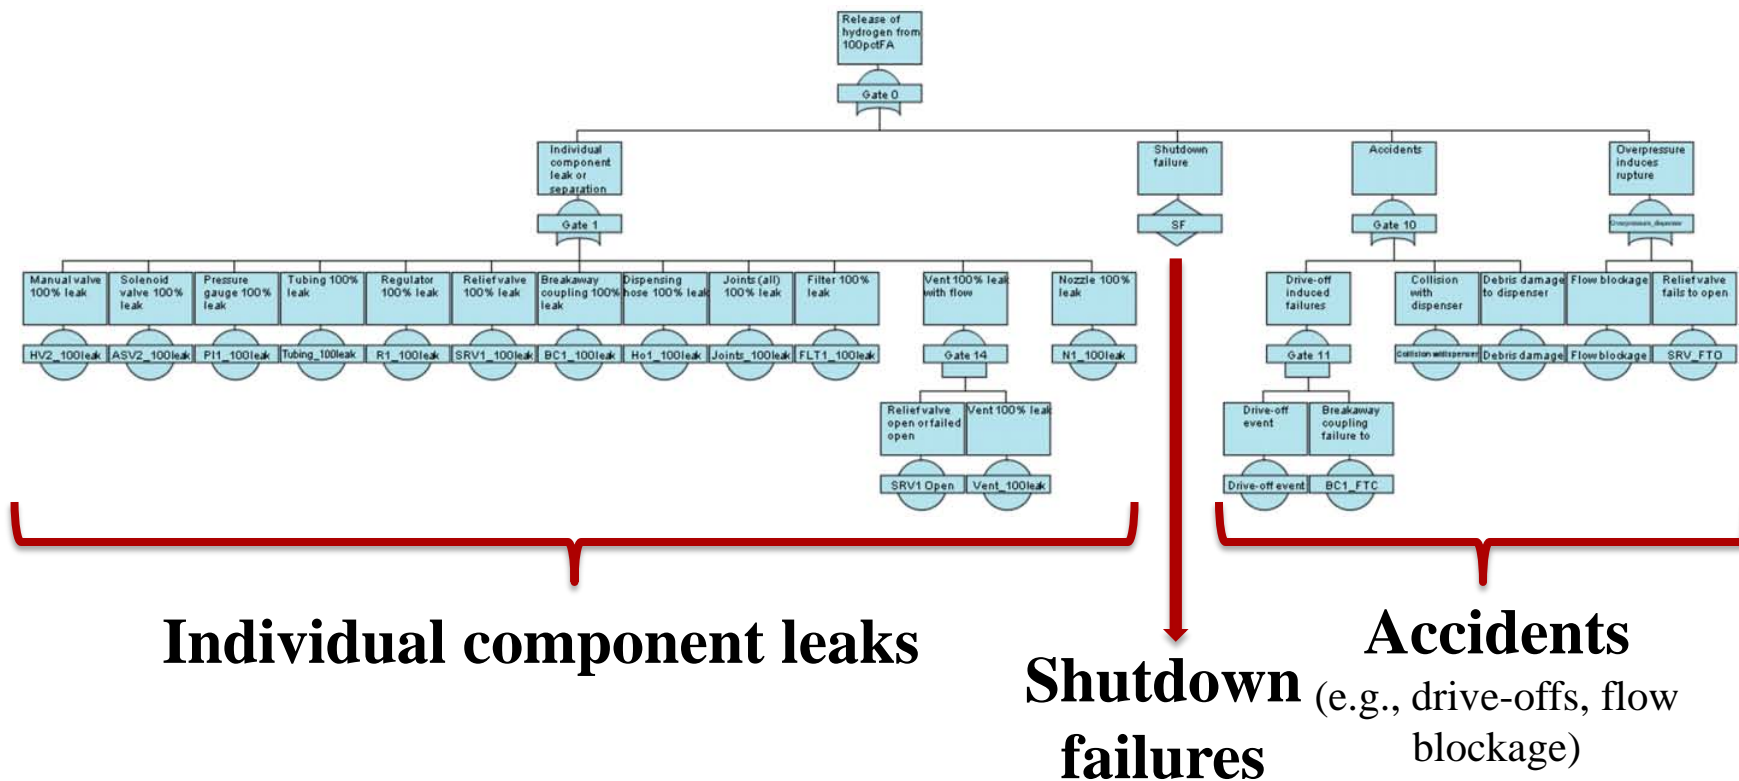 Release of
hydrogen from
100pctFA
Gate 0
Individual
component
leak or
separation
Gate 1
Shutdown
failure
SF
Accidents
Gate 10
Overpressure
induces
rupture
Overpressure_dispenser
Manual valve
100% leak
HV2_100leak
Solenoid
valve 100%
leak
ASV2_100leak
Pressure
gauge 100%
leak
PI1_100leak
Tubing 100%
leak
Tubing_100leak
Regulator
100% leak
R1_100leak
Relief valve
100% leak
SRV1_100leak
Breakaway
coupling 100%
leak
BC1_100leak
Dispensing
hose 100% leak
Ho1_100leak
Joints (all)
100% leak
Joints_100leak
Filter 100%
leak
FLT1_100leak
Vent 100% leak
with flow
Gate 14
Nozzle 100%
leak
N1_100leak
Drive-off
induced
failures
Gate 11
Collision
with
dispenser
Debris damage
to dispenser
Debris damage
Flow blockage
Flow blockage
Relief valve
fails to open
SRV_FTO
Relief valve
open or failed
open
SRV1 Open
Vent 100% leak
Vent_100leak
Drive-off
event
Drive-off event
Breakaway
coupling
failure to
BC1_FTC
Individual component leaks
Shutdown
failures
Accidents
(e.g., drive-offs, flow
blockage)